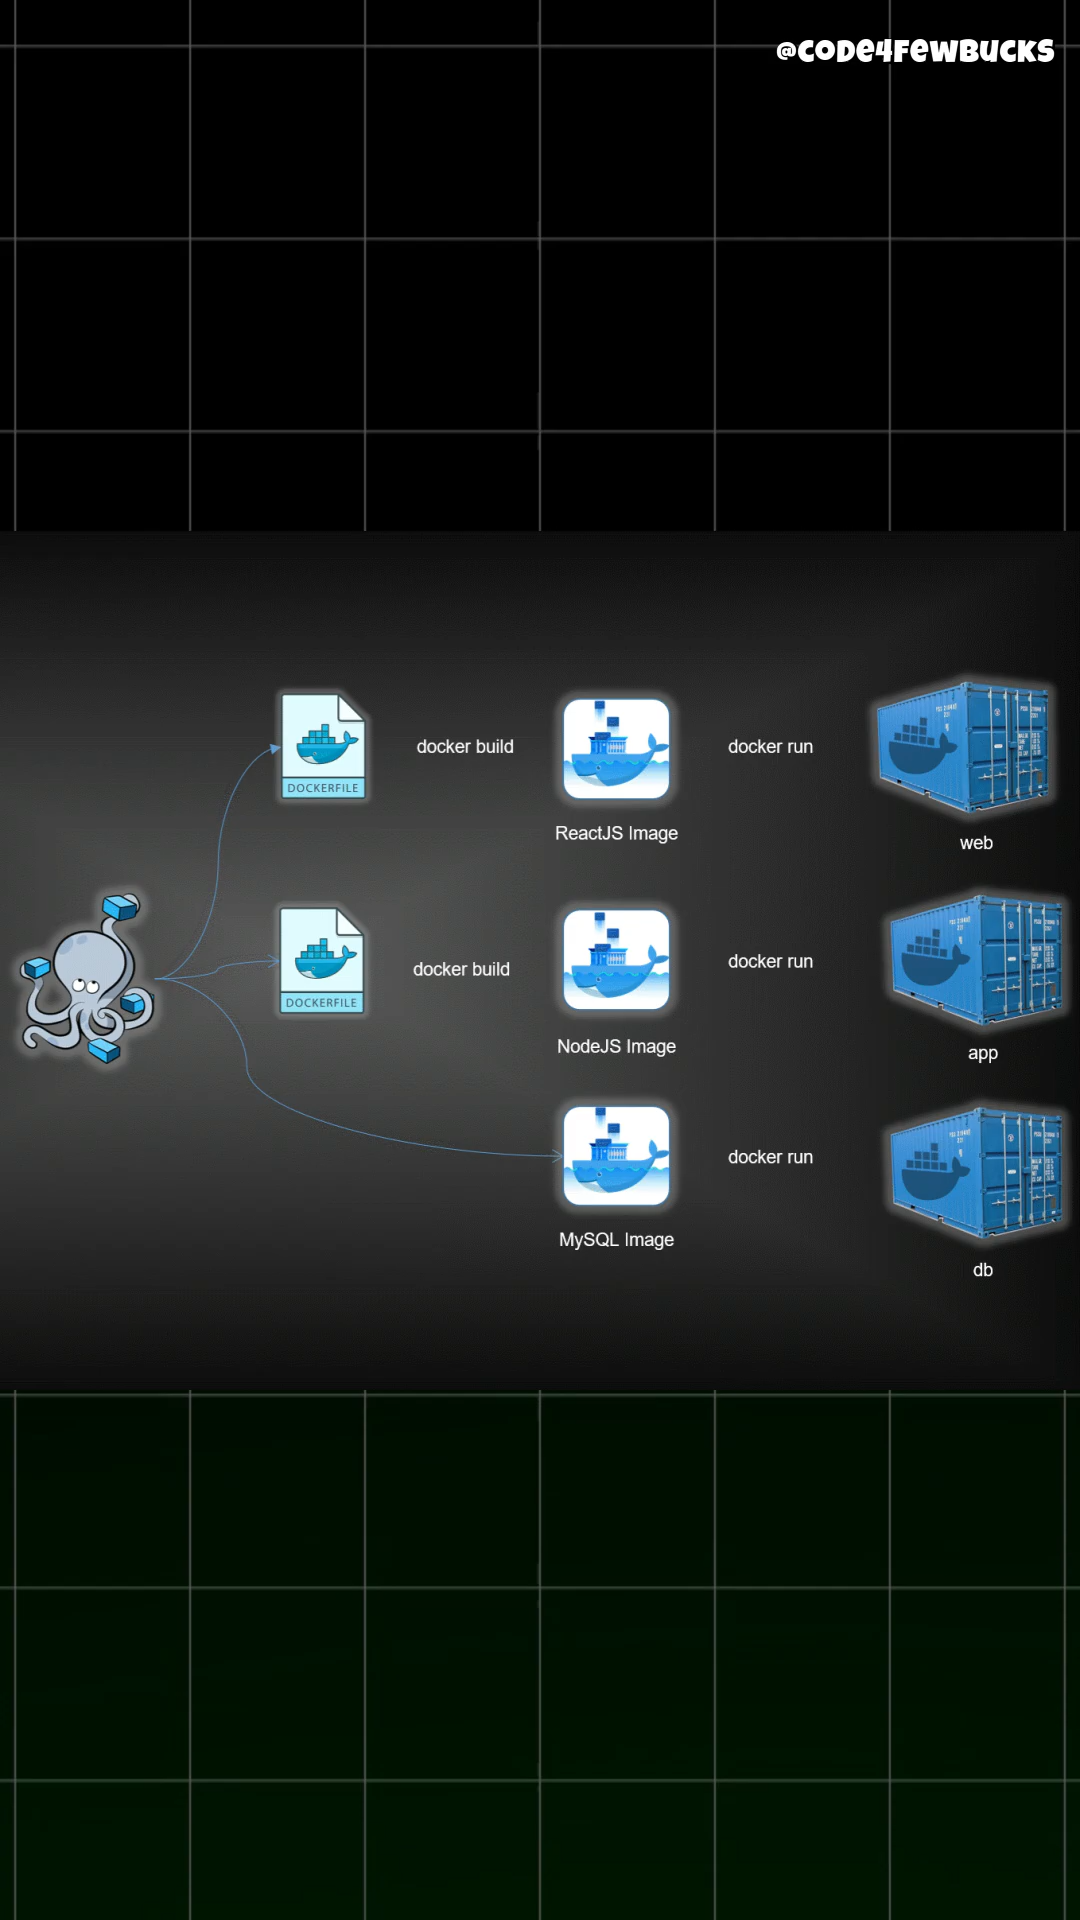 @code4fewbucks
DOCKERFILE
docker build
ReactJS Image
docker run
web
DOCKERFILE
docker build
NodeJS Image
docker run
app
MySQL Image
docker run
db